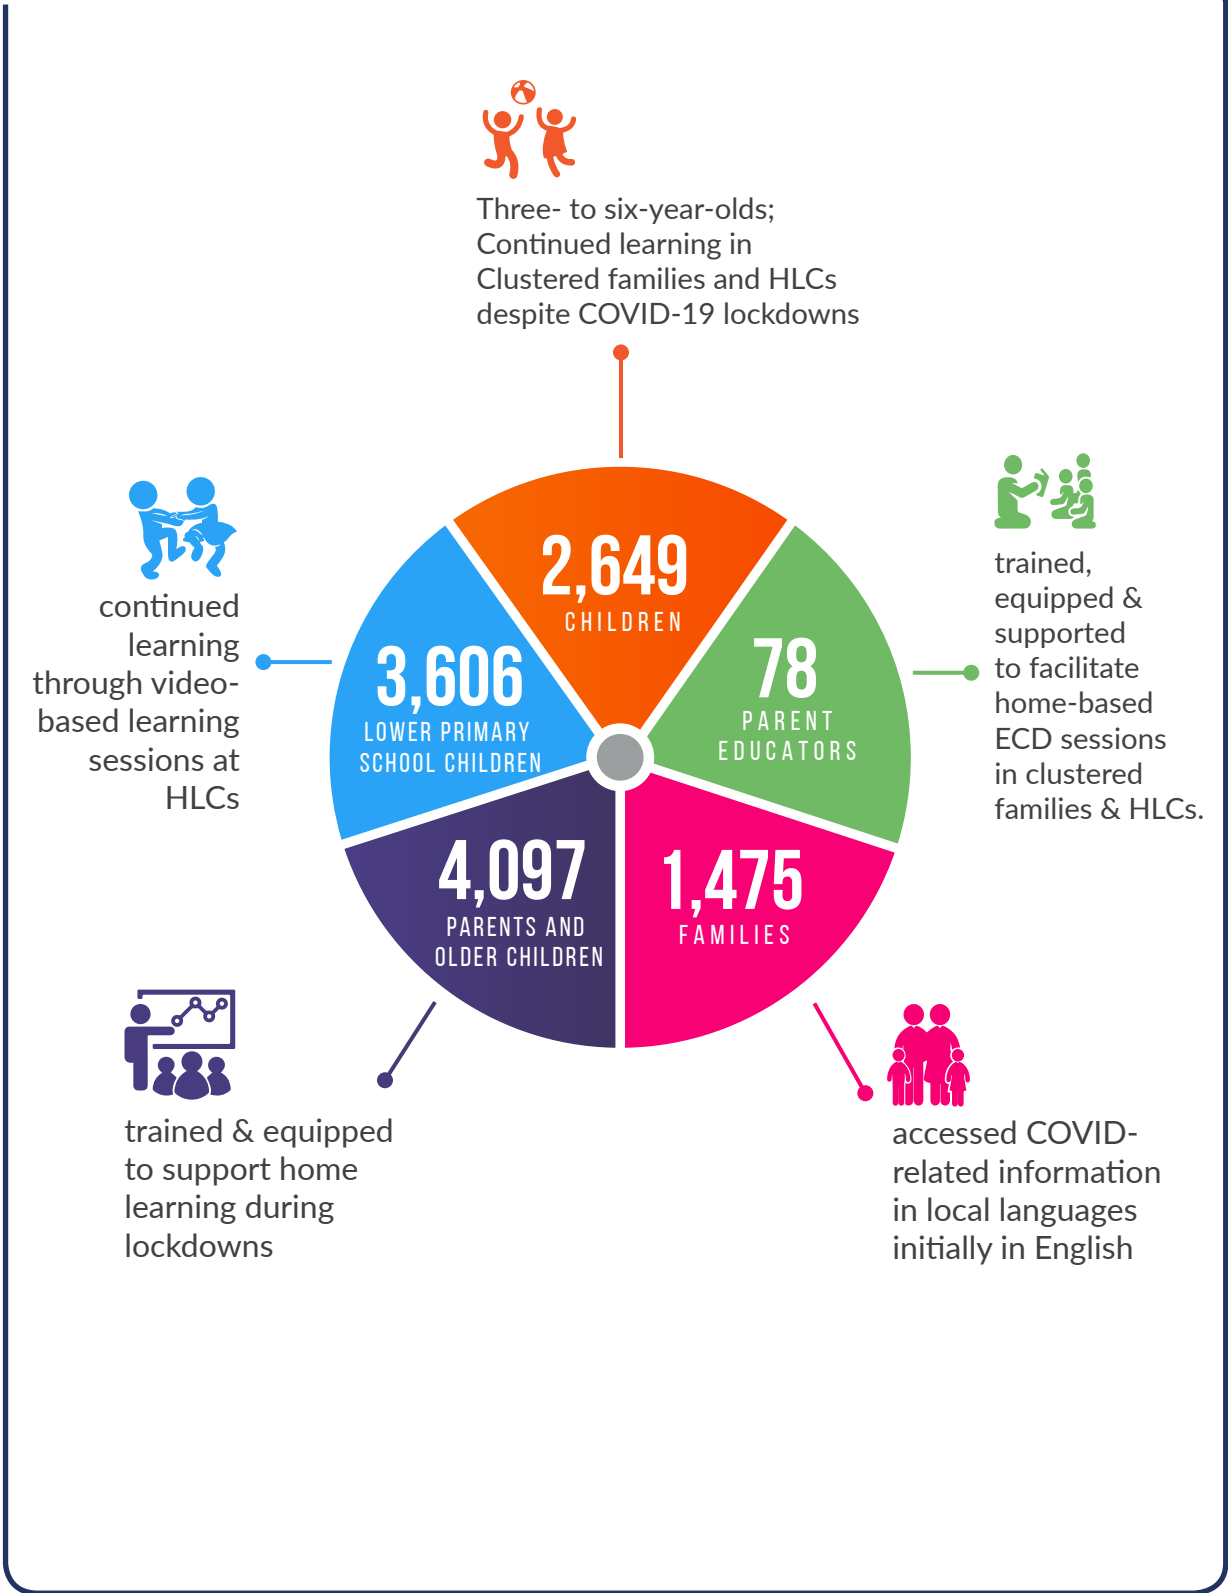 Three- to six-year-olds;
Continued learning in
Clustered families and HLCs
despite COVID-19 lockdowns
2,649
CHILDREN
78
PARENT
EDUCATORS
trained,
equipped &
supported
to facilitate
home-based
ECD sessions
in clustered
families & HLCs.
1,475
FAMILIES
accessed COVID-
related information
in local languages
initially in English
4,097
PARENTS AND
OLDER CHILDREN
trained & equipped
to support home
learning during
lockdowns
3,606
LOWER PRIMARY
SCHOOL CHILDREN
continued
learning
through video-
based learning
sessions at
HLCs